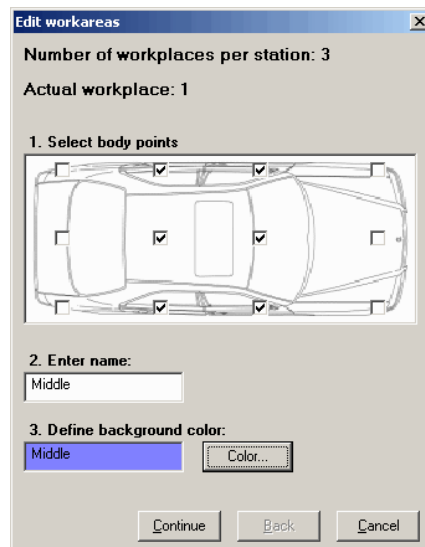 Edit workareas
Number of workplaces per station: 3
Actual workplace: 1
1. Select body points
2. Enter name:
Middle
3. Define background color:
Middle
Color...
Continue Back Cancel